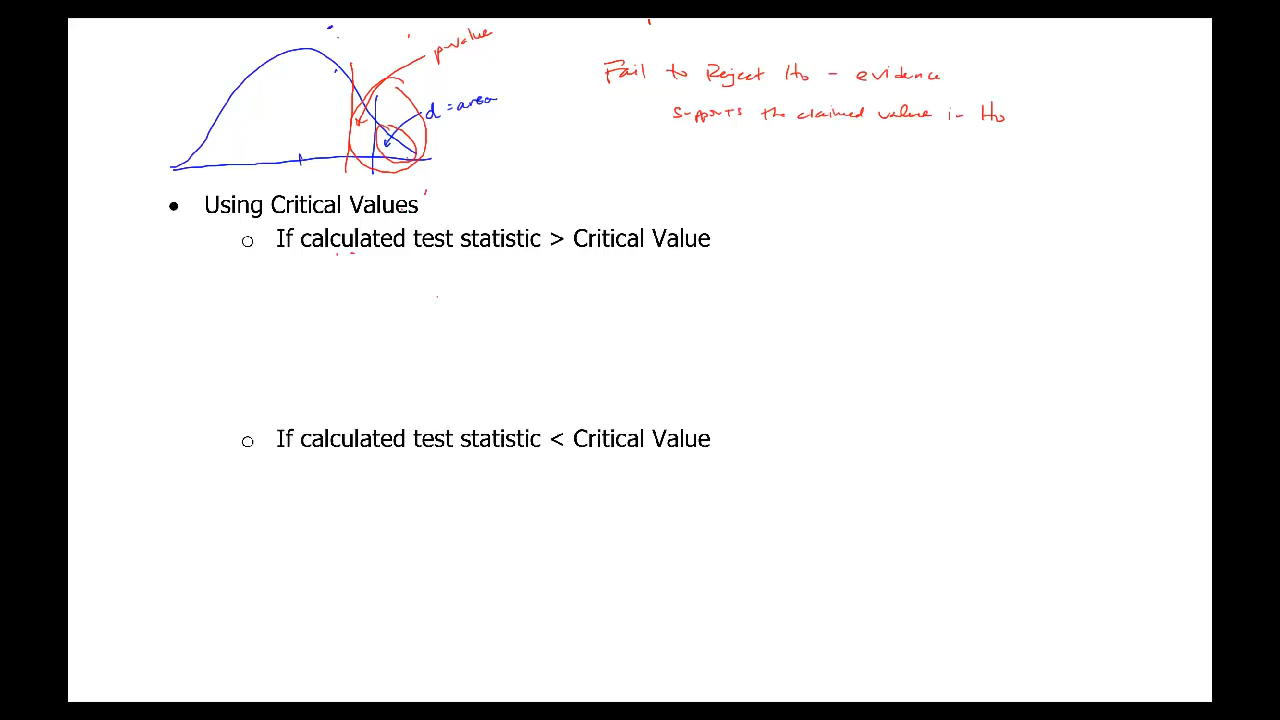 p-value
Fail to Reject Ho - evidence
α = area
supports the claimed value in Ho
• Using Critical Values
o If calculated test statistic > Critical Value
o If calculated test statistic < Critical Value